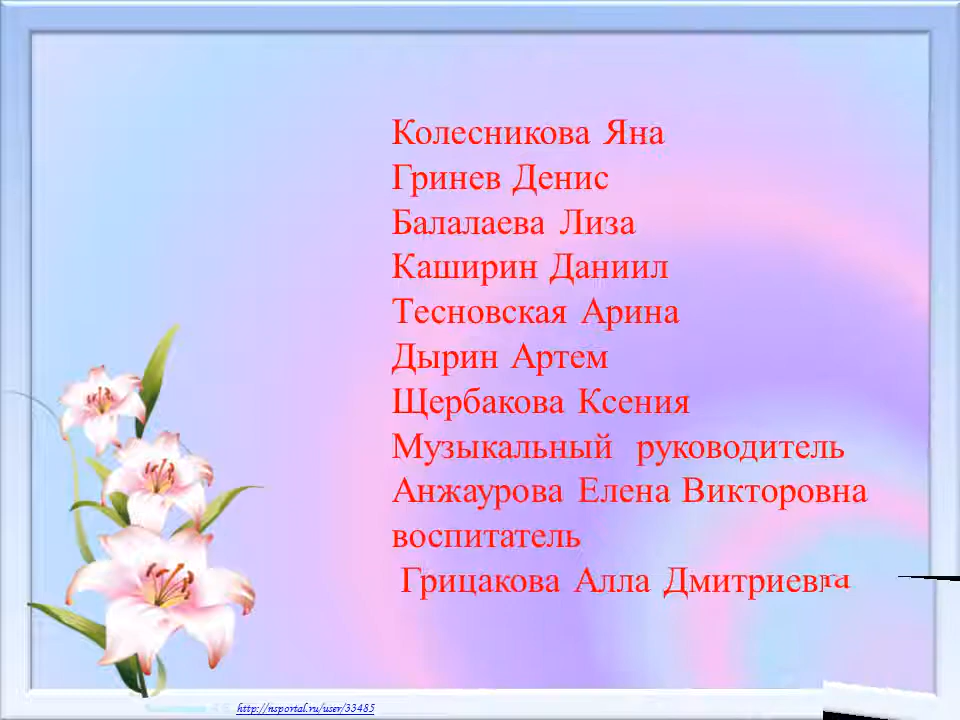 Колесникова Яна
Гринев Денис
Балалаева Лиза
Каширин Даниил
Тесновская Арина
Дырин Артем
Щербакова Ксения
Музыкальный руководитель
Анжаурова Елена Викторовна
воспитатель
Грицакова Алла Дмитриевна
http://nsportal.ru/user/33485